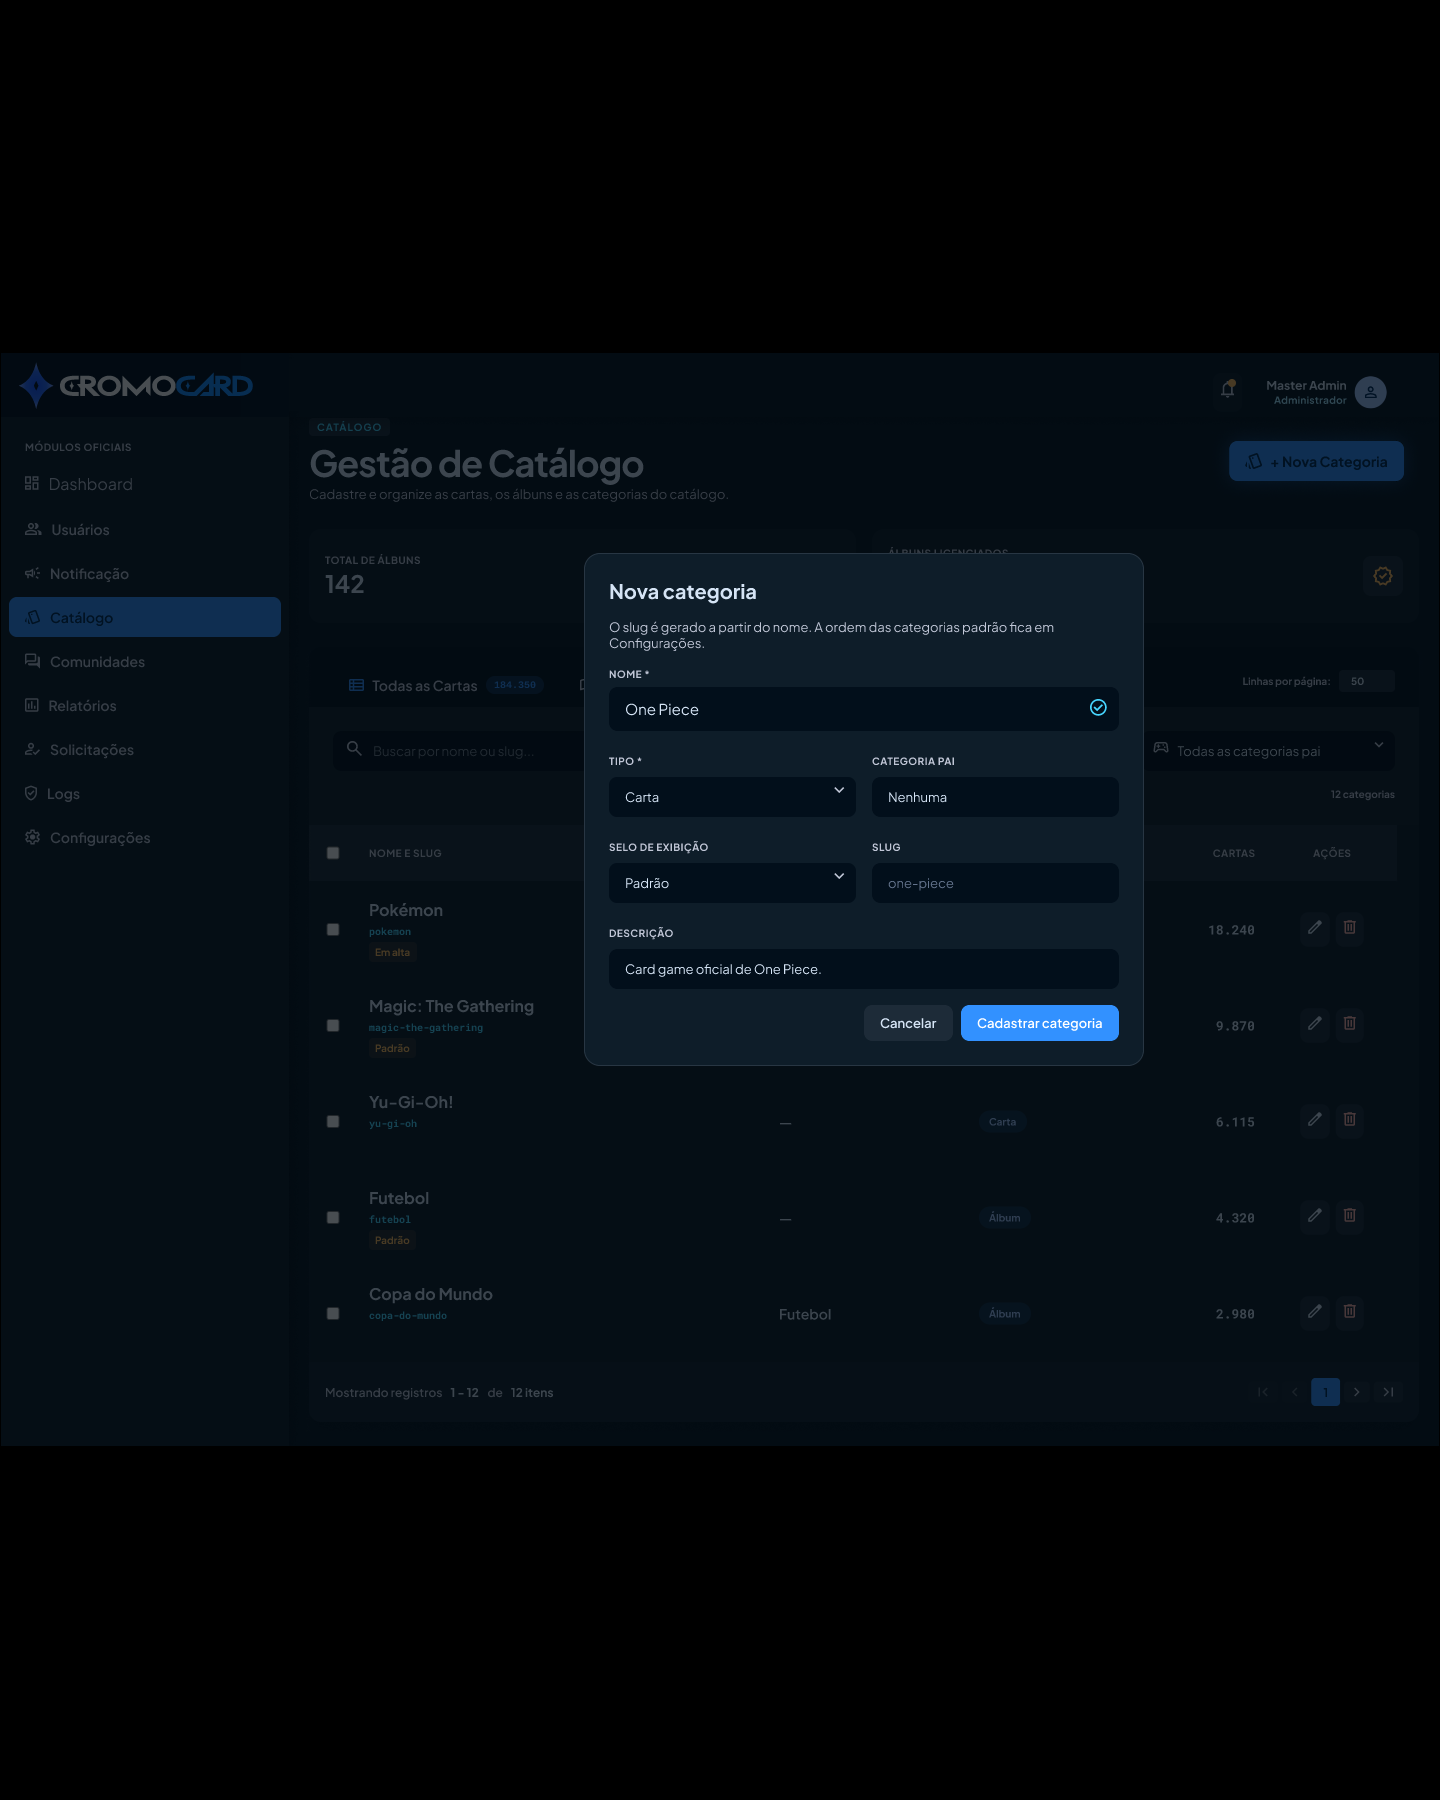 CROMOCARD
Master Admin
Administrador
MÓDULOS OFICIAIS
Dashboard
Usuários
Notificação
Catálogo
Comunidades
Relatórios
Solicitações
Logs
Configurações
CATÁLOGO
Gestão de Catálogo
Cadastre e organize as cartas, os álbuns e as categorias do catálogo.
+ Nova Categoria
TOTAL DE ÁLBUNS
142
ÁLBUNS LICENCIADOS
Todas as Cartas 184.350
Linhas por página: 50
Buscar por nome ou slug...
Todas as categorias pai
12 categorias
NOME E SLUG
CARTAS
AÇÕES
Pokémon
pokemon
Em alta
18.240
Magic: The Gathering
magic-the-gathering
Padrão
9.870
Yu-Gi-Oh!
yu-gi-oh
—
Carta
6.115
Futebol
futebol
Padrão
—
Álbum
4.320
Copa do Mundo
copa-do-mundo
Futebol
Álbum
2.980
Mostrando registros 1 – 12 de 12 itens
1
Nova categoria
O slug é gerado a partir do nome. A ordem das categorias padrão fica em
Configurações.
NOME *
One Piece
TIPO *
Carta
CATEGORIA PAI
Nenhuma
SELO DE EXIBIÇÃO
Padrão
SLUG
one-piece
DESCRIÇÃO
Card game oficial de One Piece.
Cancelar
Cadastrar categoria